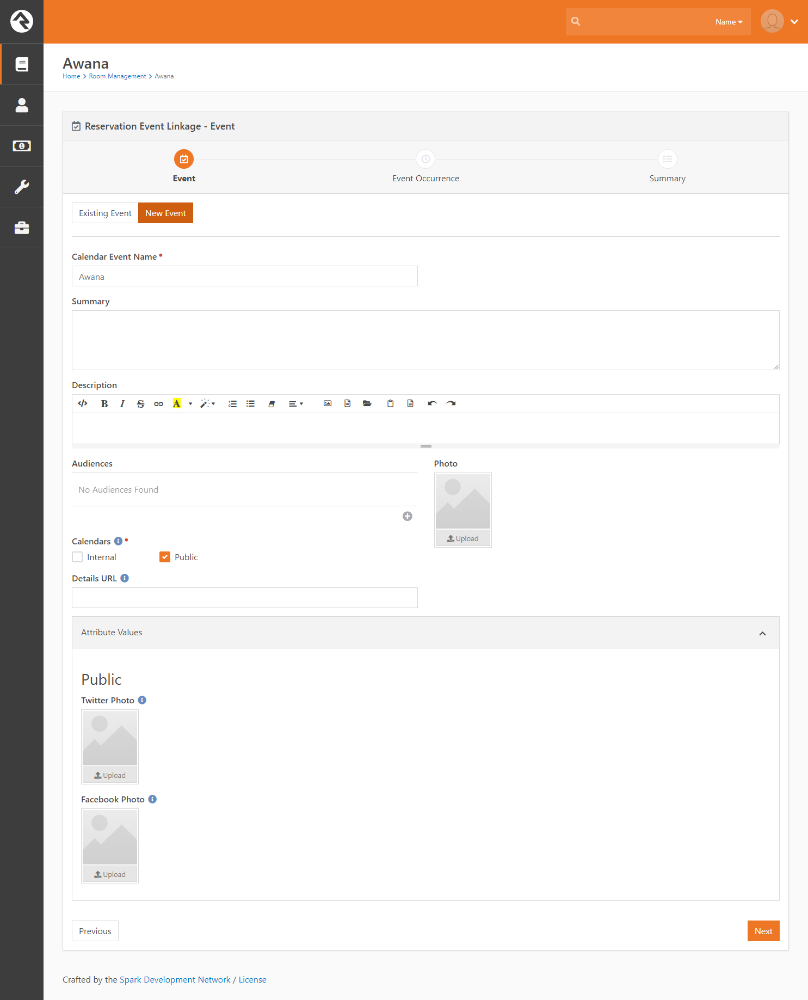 Name
Awana
Home > Room Management > Awana
Reservation Event Linkage - Event
Event
Event Occurrence
Summary
Existing Event
New Event
Calendar Event Name
Awana
Summary
Description
B I S A
Audiences
Photo
No Audiences Found
Upload
Calendars
Internal
Public
Details URL
Attribute Values
Public
Twitter Photo
Upload
Facebook Photo
Upload
Previous
Next
Crafted by the Spark Development Network / License